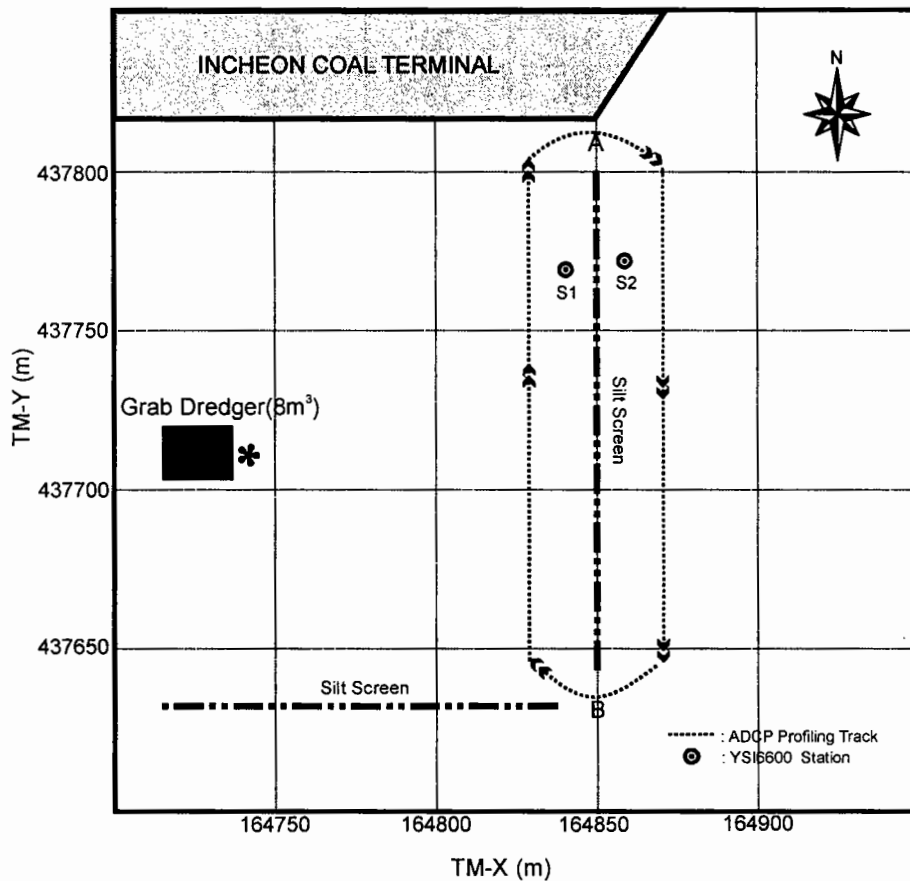 INCHEON COAL TERMINAL
N
A
437800
S1
S2
437750
Silt Screen
TM-Y (m)
Grab Dredger(8m³)
437700
437650
Silt Screen
B
: ADCP Profiling Track
: YSI6600 Station
164750
164800
164850
164900
TM-X (m)